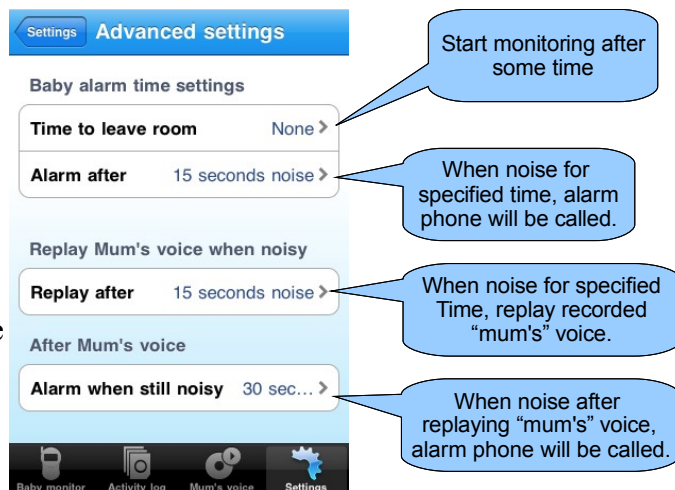 Settings Advanced settings
Start monitoring after
some time
Baby alarm time settings
Time to leave room None
Alarm after 15 seconds noise
When noise for
specified time, alarm
phone will be called.
Replay Mum's voice when noisy
Replay after 15 seconds noise
When noise for specified
Time, replay recorded
“mum's” voice.
e
After Mum's voice
Alarm when still noisy 30 sec...
When noise after
replaying “mum's” voice,
alarm phone will be called.
Baby monitor Activity log Mum's voice Settings